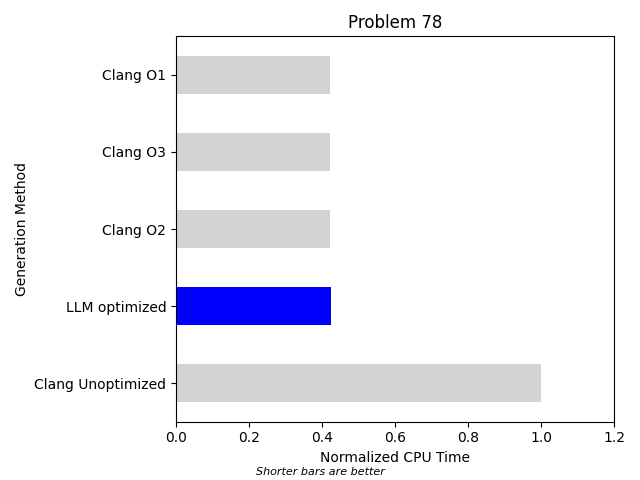 Problem 78
Generation Method
Clang O1
Clang O3
Clang O2
LLM optimized
Clang Unoptimized
0.0 0.2 0.4 0.6 0.8 1.0 1.2
Normalized CPU Time
Shorter bars are better